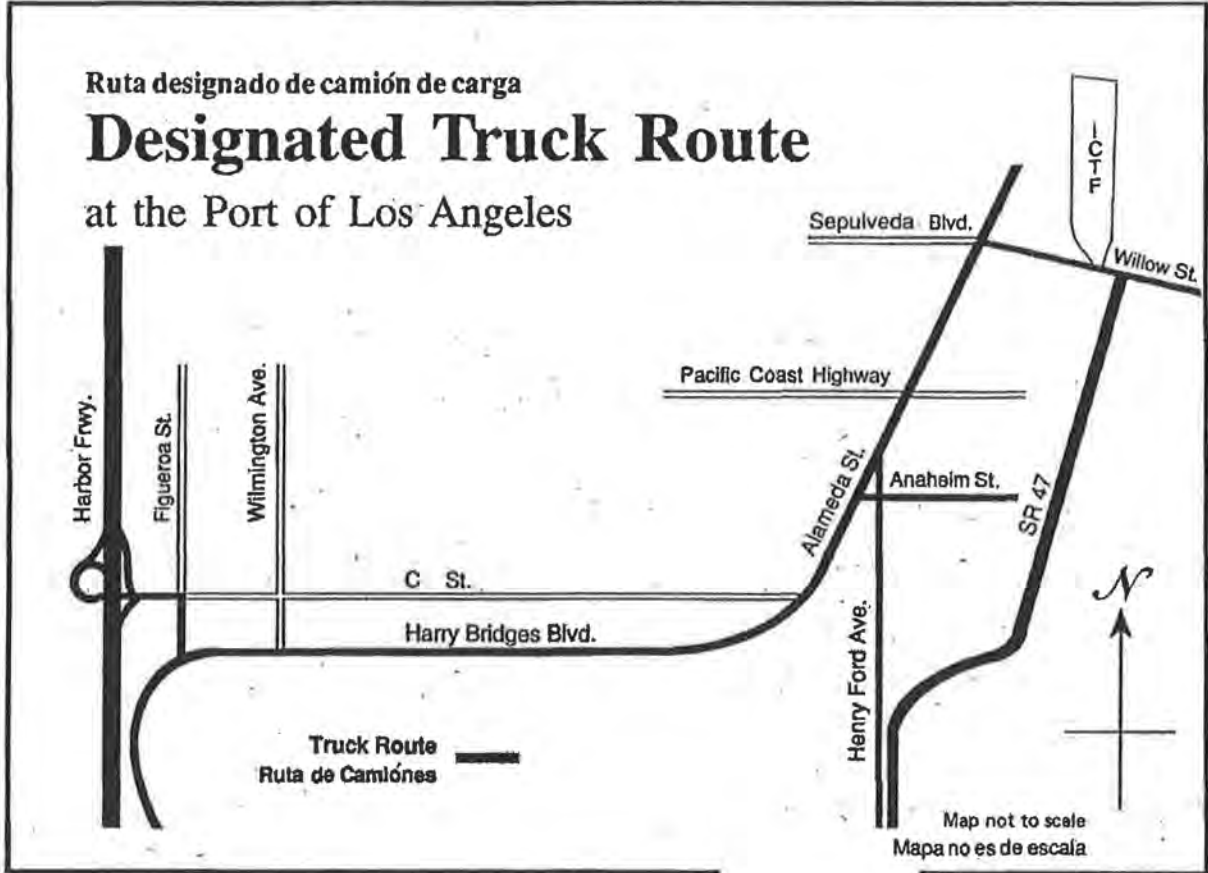 Ruta designado de camión de carga
Designated Truck Route
at the Port of Los Angeles
ICTF
Sepulveda Blvd.
Willow St.
Harbor Frwy.
Figueroa St.
Wilmington Ave.
Pacific Coast Highway
Alameda St.
Anaheim St.
SR 47
C St.
Harry Bridges Blvd.
Henry Ford Ave.
N
Truck Route
Ruta de Camiónes
Map not to scale
Mapa no es de escala